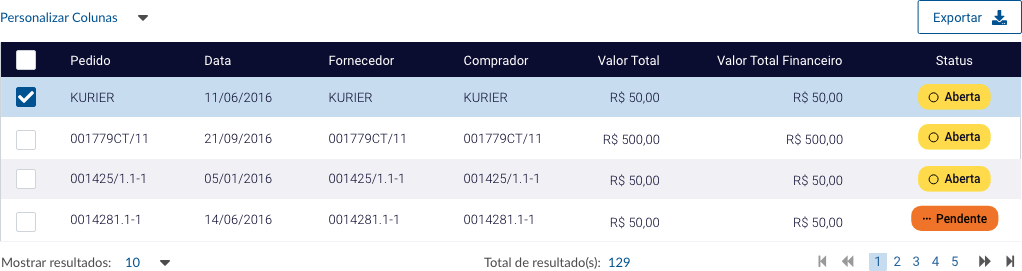 Personalizar Colunas Exportar
Pedido Data Fornecedor Comprador Valor Total Valor Total Financeiro Status
KURIER 11/06/2016 KURIER KURIER R$ 50,00 R$ 50,00 Aberta
001779CT/11 21/09/2016 001779CT/11 001779CT/11 R$ 500,00 R$ 500,00 Aberta
001425/1.1-1 05/01/2016 001425/1.1-1 001425/1.1-1 R$ 50,00 R$ 50,00 Aberta
0014281.1-1 14/06/2016 0014281.1-1 0014281.1-1 R$ 50,00 R$ 50,00 Pendente
Mostrar resultados: 10 Total de resultado(s): 129 1 2 3 4 5